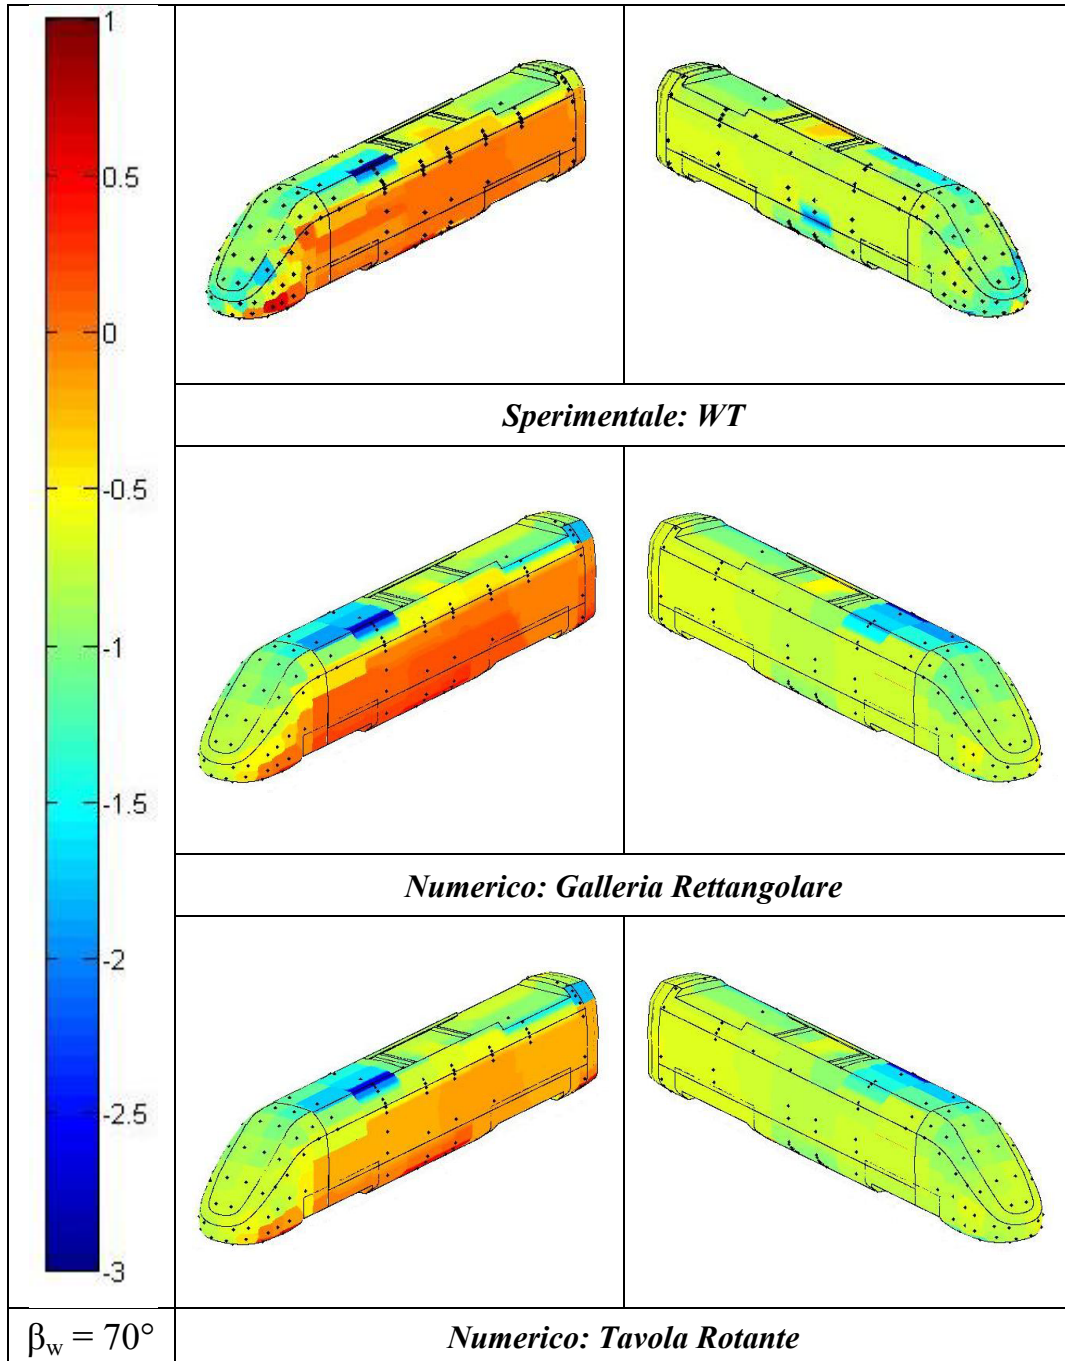 1
0.5
0
-0.5
-1
-1.5
-2
-2.5
-3
Sperimentale: WT
Numerico: Galleria Rettangolare
β_w = 70°
Numerico: Tavola Rotante